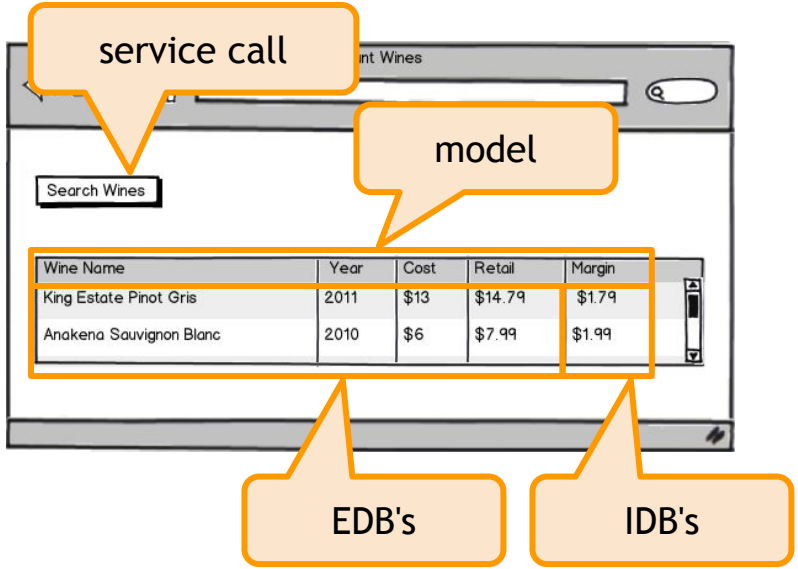 service call
Wines
model
Search Wines
Wine Name Year Cost Retail Margin
King Estate Pinot Gris 2011 $13 $14.79 $1.79
Anakena Sauvignon Blanc 2010 $6 $7.99 $1.99
EDB's IDB's